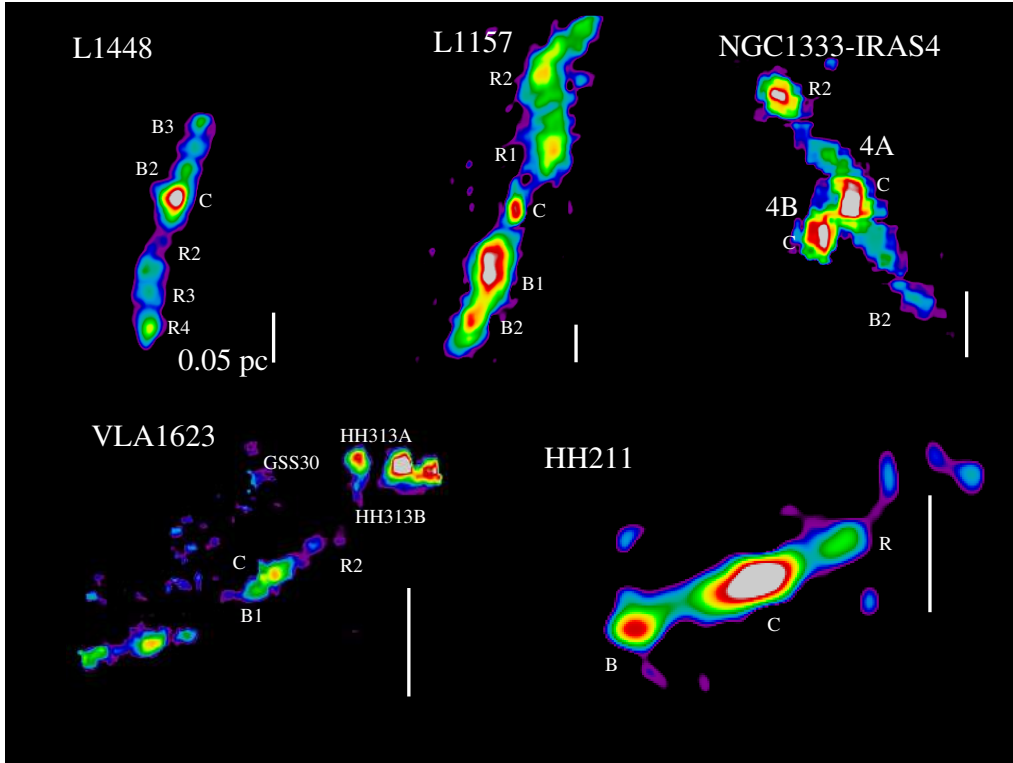 L1448
B3
B2
C
R2
R3
R4
0.05 pc
L1157
R2
R1
C
B1
B2
NGC1333-IRAS4
R2
4A
C
4B
C
B2
VLA1623
GSS30
HH313A
HH313B
C
R2
B1
HH211
R
C
B